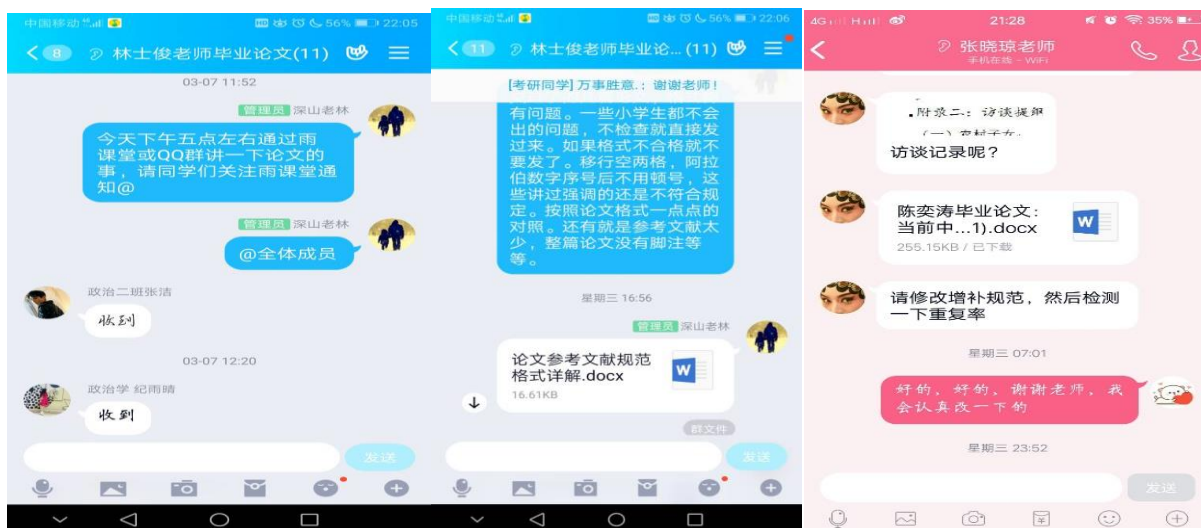 中国移动
56%
22:05
8
林士俊老师毕业论文(11)
03-07 11:52
管理员 深山老林
今天下午五点左右通过雨
课堂或QQ群讲一下论文的
事，请同学们关注雨课堂通
知@
管理员 深山老林
@全体成员
政治二班张洁
收到
03-07 12:20
政治学 纪雨晴
收到
发送
中国移动
56%
22:06
11
林士俊老师毕业论...(11)
[考研同学]万事胜意.：谢谢老师！
有问题。一些小学生都不会
出的问题，不检查就直接发
过来。如果格式不合格就不
要发了。移行空两格，阿拉
伯数字序号后不用顿号，这
些讲过强调的还是不符合规
定。按照论文格式一点点的
对照。还有就是参考文献太
少，整篇论文没有脚注等
等。
星期三 16:56
管理员 深山老林
论文参考文献规范
格式详解.docx
W
16.61KB
群文件
发送
4G
21:28
35%
张晓琼老师
手机在线 - WiFi
附录二：访谈提纲
访谈记录呢？
陈奕涛毕业论文：
当前中...1).docx
W
255.15KB / 已下载
请修改增补规范，然后检测
一下重复率
星期三 07:01
好的，好的，谢谢老师，我
会认真改一下的
星期三 23:52
发送